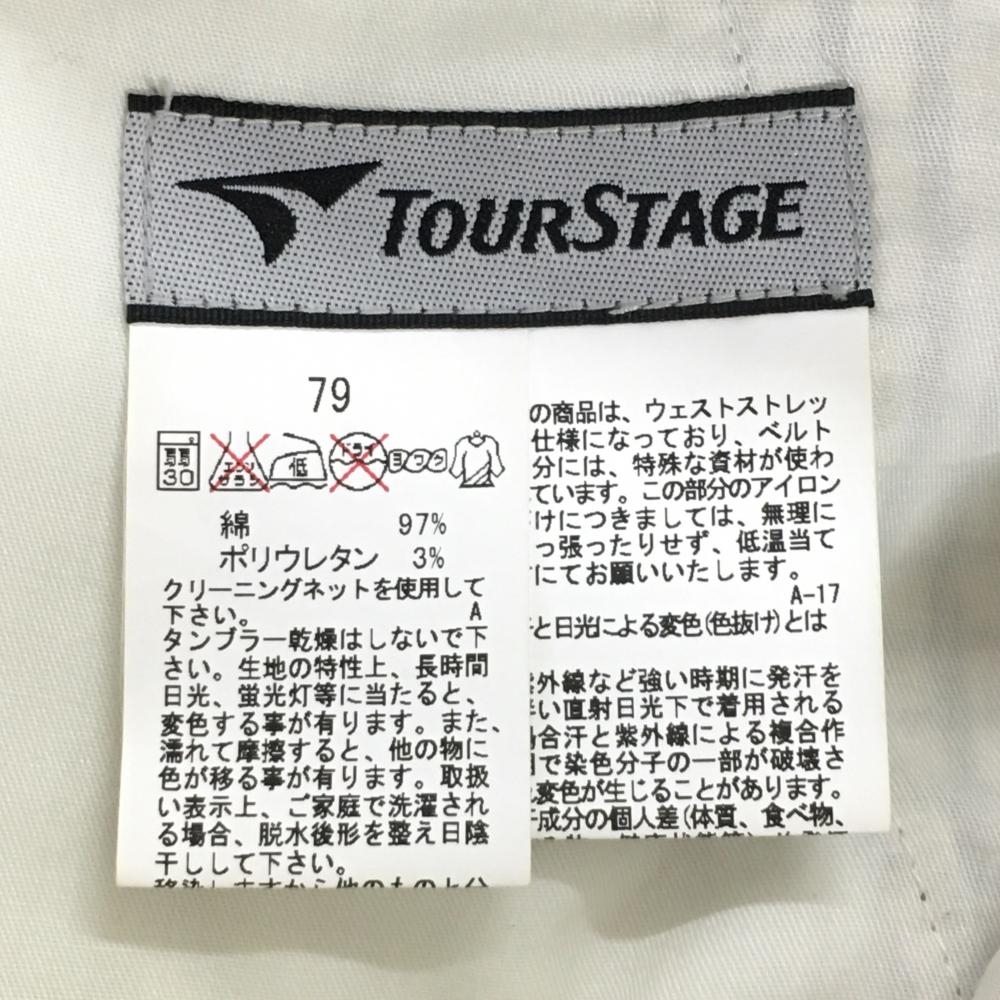 TOURSTAGE
79
弱
30
エンソ
サラシ
低
ドライ
ヨワク
綿 97%
ポリウレタン 3%
クリーニングネットを使用して
下さい。 A
タンブラー乾燥はしないで下
さい。生地の特性上、長時間
日光、蛍光灯等に当たると、
変色する事が有ります。また、
濡れて摩擦すると、他の物に
色が移る事が有ります。取扱
い表示上、ご家庭で洗濯され
る場合、脱水後形を整え日陰
干しして下さい。
移染しますから他のものと分
の商品は、ウェストストレッ
仕様になっており、ベルト
分には、特殊な資材が使わ
ています。この部分のアイロン
けにつきましては、無理に
っ張ったりせず、低温当て
にてお願いいたします。
A-17
と日光による変色(色抜け)とは
外線など強い時期に発汗を
い直射日光下で着用される
合汗と紫外線による複合作
で染色分子の一部が破壊さ
変色が生じることがあります。
成分の個人差(体質、食べ物、